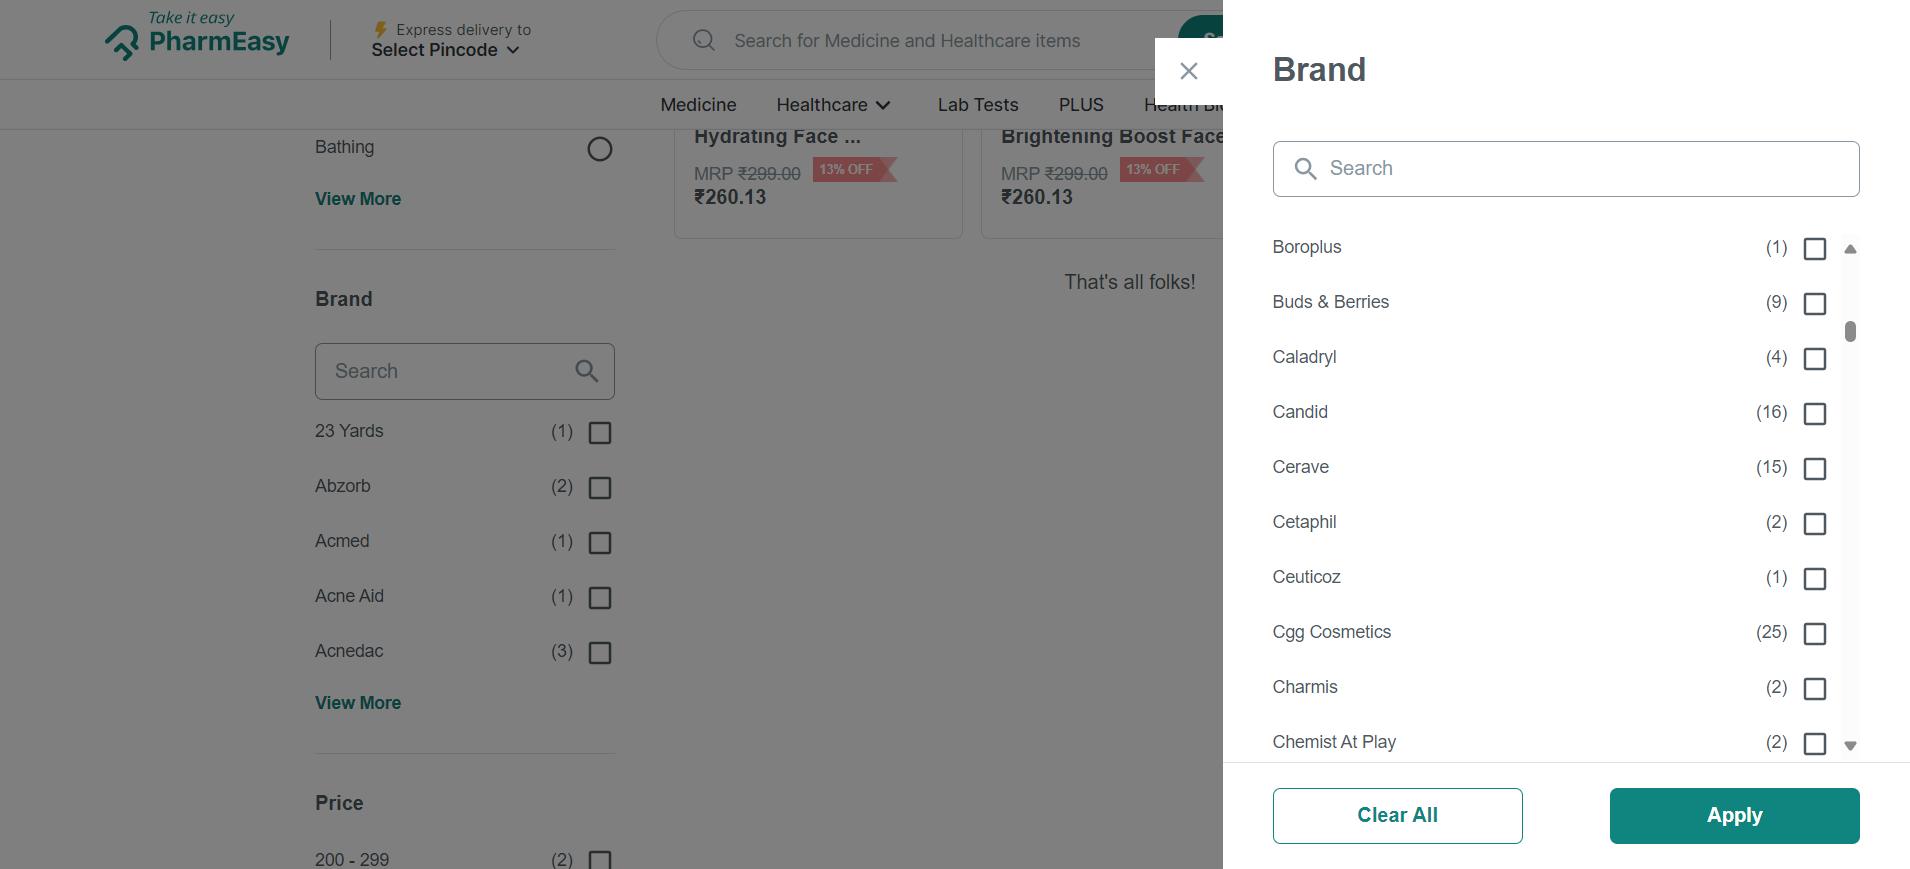 Take it easy
PharmEasy
Express delivery to
Select Pincode
Search for Medicine and Healthcare items
Medicine
Healthcare
Lab Tests
PLUS
Bathing
View More
Brand
Search
23 Yards (1)
Abzorb (2)
Acmed (1)
Acne Aid (1)
Acnedac (3)
View More
Price
200 - 299 (2)
Hydrating Face ...
MRP ₹299.00 13% OFF
₹260.13
Brightening Boost Face
MRP ₹299.00 13% OFF
₹260.13
That's all folks!
Brand
Search
Boroplus (1)
Buds & Berries (9)
Caladryl (4)
Candid (16)
Cerave (15)
Cetaphil (2)
Ceuticoz (1)
Cgg Cosmetics (25)
Charmis (2)
Chemist At Play (2)
Clear All
Apply